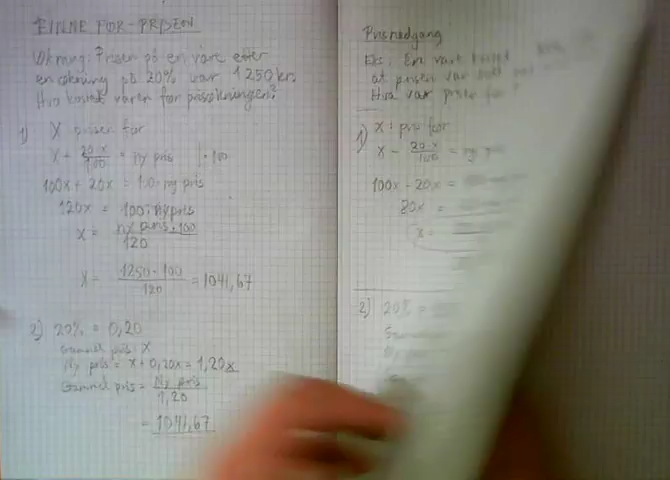 FINNE FØR-PRISEN
Økning: Prisen på en vare etter
en økning på 20% var 1250 kr.
Hva kostet varen før prisøkningen?
1) X = pris før
x + 20·x/100 = ny pris | · 100
100x + 20x = 100 · ny pris
120x = 100 · ny pris
x = ny pris · 100 / 120
x = 1250 · 100 / 120 = 1041,67
2) 20% = 0,20
Gammel pris: X
Ny pris = x + 0,20x = 1,20x
Gammel pris = Ny pris / 1,20
= 1041,67
Prisnedgang
Eks: En vare
at prisen var
Hva var prisen før?
1) x = pris før
x − 20·x/100 = ny pris
100x − 20x =
80x =
x =
2) 20% =